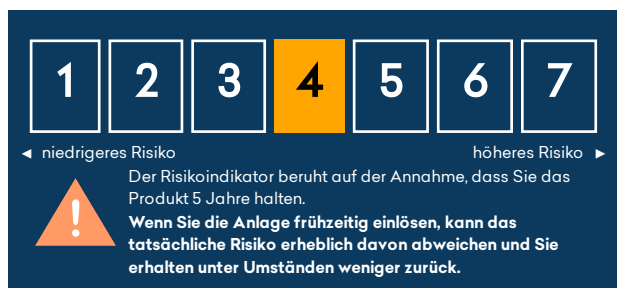 1 2 3 4 5 6 7
◄ niedrigeres Risiko höheres Risiko ►
Der Risikoindikator beruht auf der Annahme, dass Sie das
Produkt 5 Jahre halten.
Wenn Sie die Anlage frühzeitig einlösen, kann das
tatsächliche Risiko erheblich davon abweichen und Sie
erhalten unter Umständen weniger zurück.